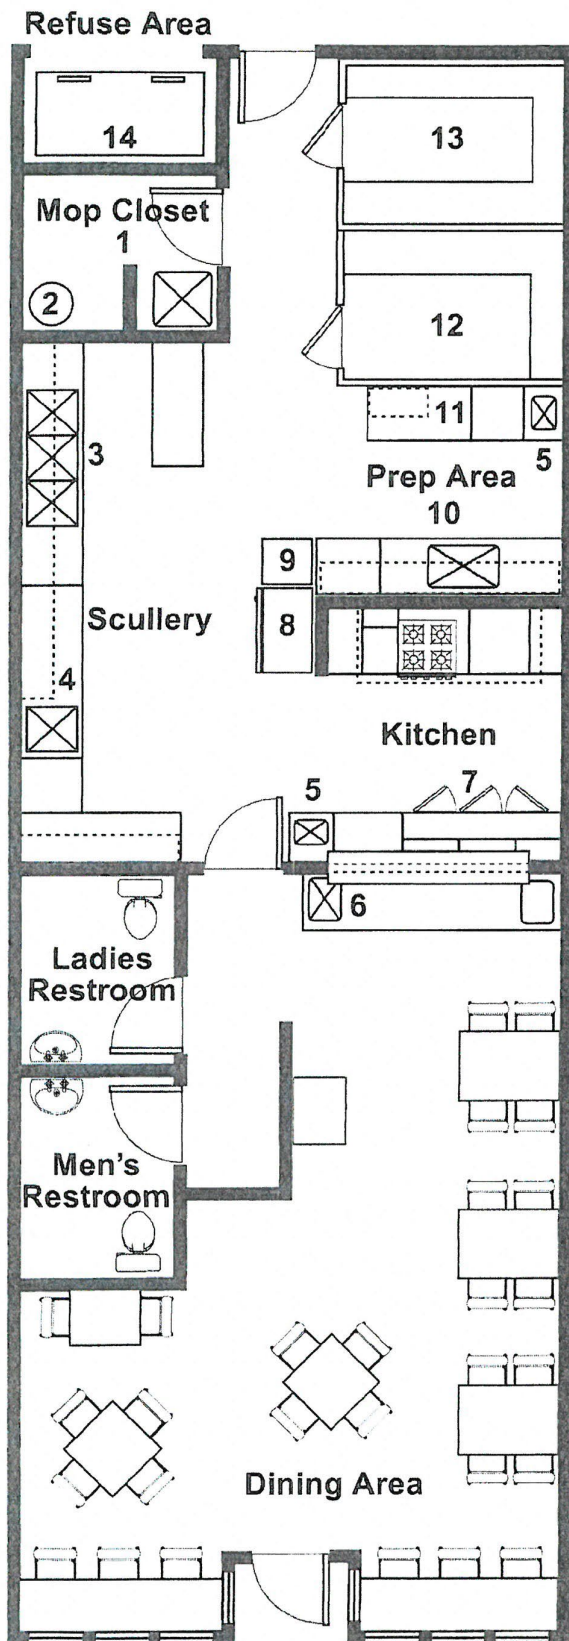 Refuse Area
14
13
Mop Closet
1
2
12
3
11
5
Prep Area
10
9
8
Scullery
4
Kitchen
7
5
6
Ladies
Restroom
Men's
Restroom
Dining Area